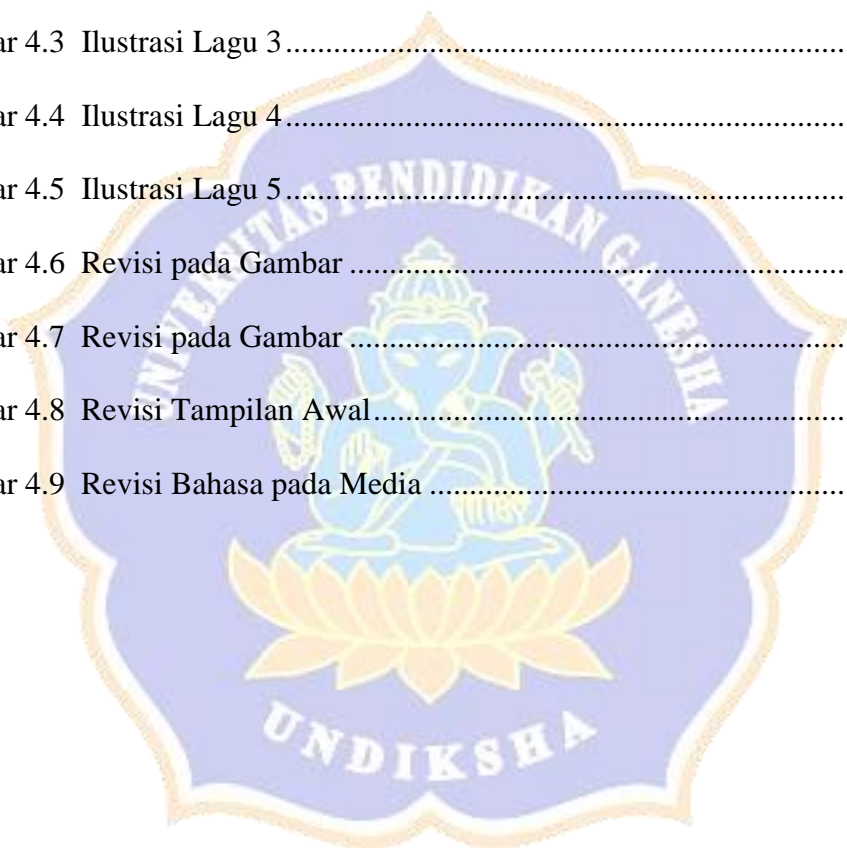 ar 4.3 Ilustrasi Lagu 3......................................................................
ar 4.4 Ilustrasi Lagu 4......................................................................
ar 4.5 Ilustrasi Lagu 5......................................................................
ar 4.6 Revisi pada Gambar ..............................................................
ar 4.7 Revisi pada Gambar ..............................................................
ar 4.8 Revisi Tampilan Awal...........................................................
ar 4.9 Revisi Bahasa pada Media ....................................................
UNIVERSITAS PENDIDIKAN GANESHA
UNDIKSHA